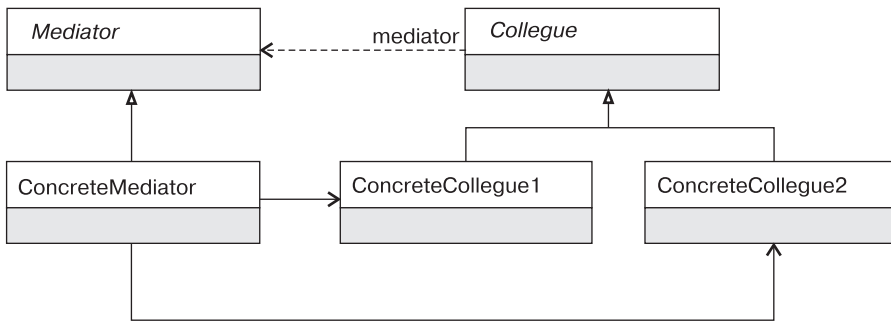 Mediator
mediator
Collegue
ConcreteMediator
ConcreteCollegue1
ConcreteCollegue2